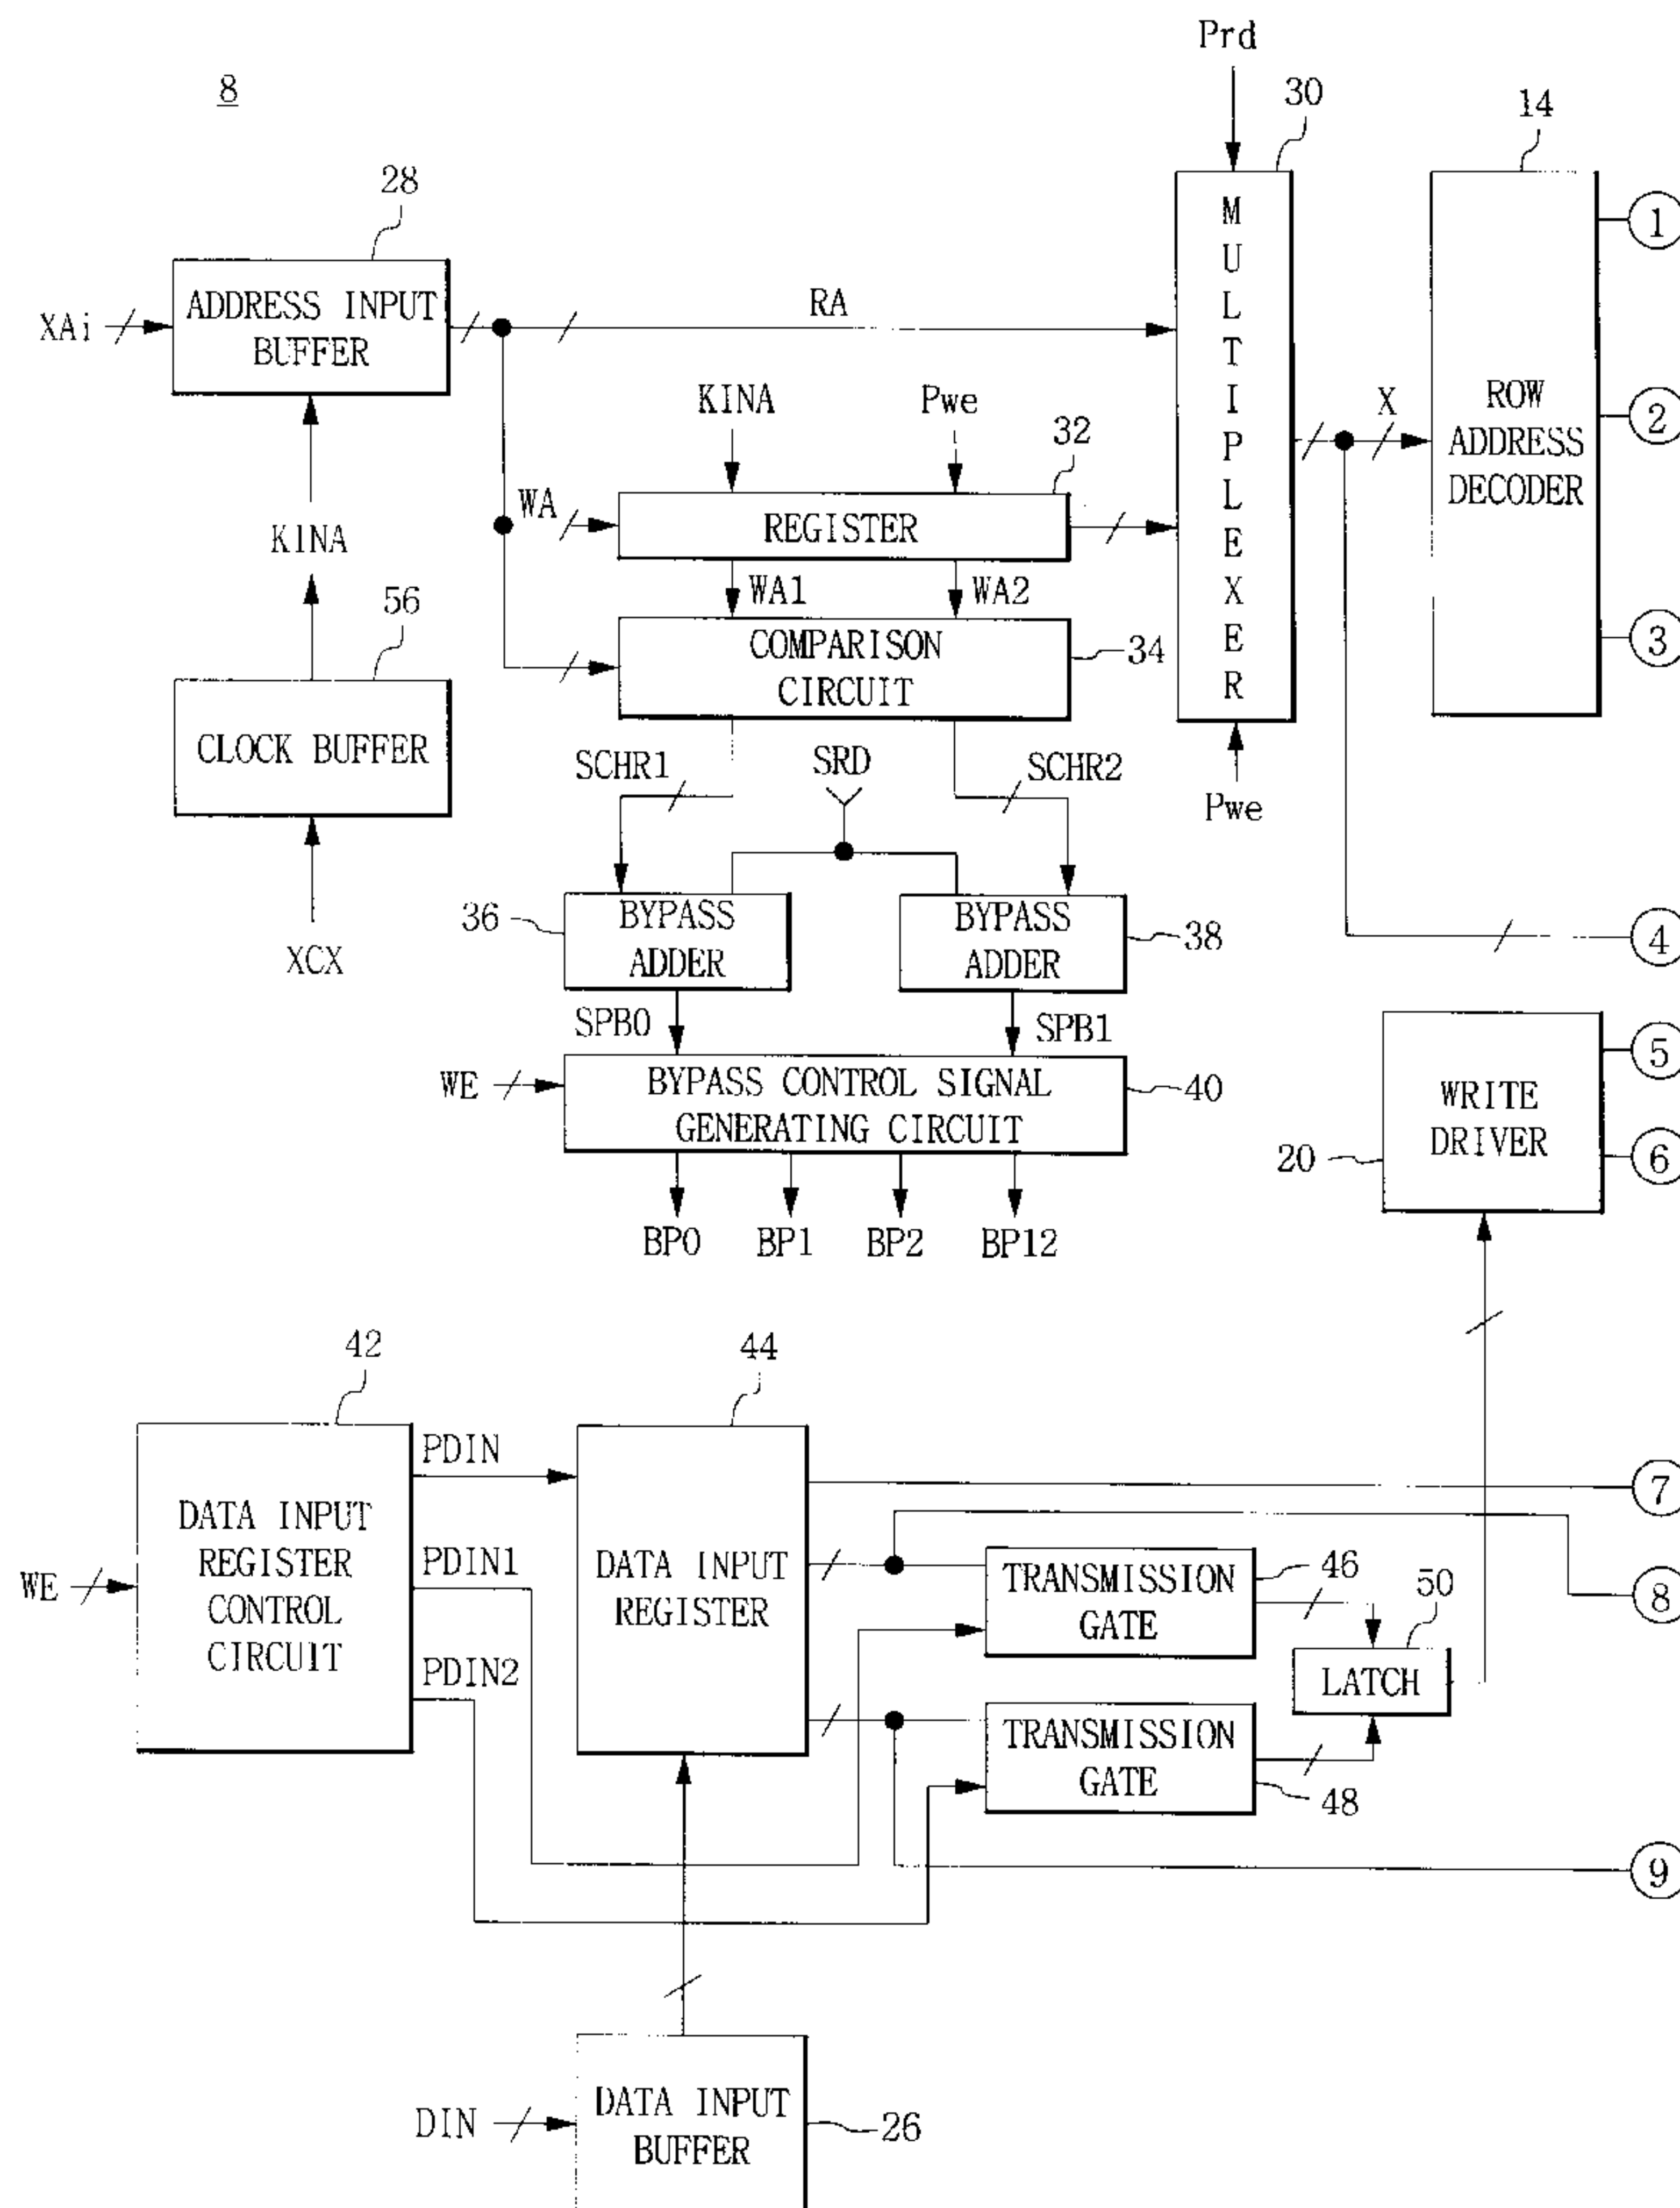 Prd
8
30
14
28
MULTIPLEXER
1
ADDRESS INPUT
BUFFER
XAi
RA
KINA
Pwe
32
X
ROW
ADDRESS
DECODER
2
WA
REGISTER
KINA
WA1
WA2
56
COMPARISON
CIRCUIT
34
3
CLOCK BUFFER
SCHR1
SRD
SCHR2
Pwe
36
BYPASS
ADDER
BYPASS
ADDER
38
4
XCX
SPB0
SPB1
WE
BYPASS CONTROL SIGNAL
GENERATING CIRCUIT
40
5
WRITE
DRIVER
20
6
BP0
BP1
BP2
BP12
42
44
PDIN
7
DATA INPUT
REGISTER
CONTROL
CIRCUIT
WE
PDIN1
DATA INPUT
REGISTER
TRANSMISSION
GATE
46
50
8
PDIN2
LATCH
TRANSMISSION
GATE
48
9
DIN
DATA INPUT
BUFFER
26